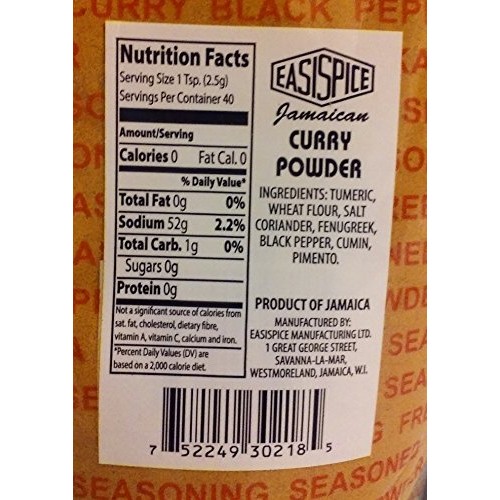 CURRY BLACK PEP
Nutrition Facts
Serving Size 1 Tsp. (2.5g)
Servings Per Container 40
Amount/Serving
Calories 0 Fat Cal. 0
% Daily Value*
Total Fat 0g 0%
Sodium 52g 2.2%
Total Carb. 1g 0%
Sugars 0g
Protein 0g
Not a significant source of calories from
sat. fat, cholesterol, dietary fibre,
vitamin A, vitamin C, calcium and iron.
*Percent Daily Values (DV) are
based on a 2,000 calorie diet.
EASISPICE
Jamaican
CURRY
POWDER
INGREDIENTS: TUMERIC,
WHEAT FLOUR, SALT
CORIANDER, FENUGREEK,
BLACK PEPPER, CUMIN,
PIMENTO.
PRODUCT OF JAMAICA
MANUFACTURED BY:
EASISPICE MANUFACTURING LTD.
1 GREAT GEORGE STREET,
SAVANNA-LA-MAR,
WESTMORELAND, JAMAICA, W.I.
7 52249 30218 5
SEA
SEA
FRE
SEASONING SEASONED